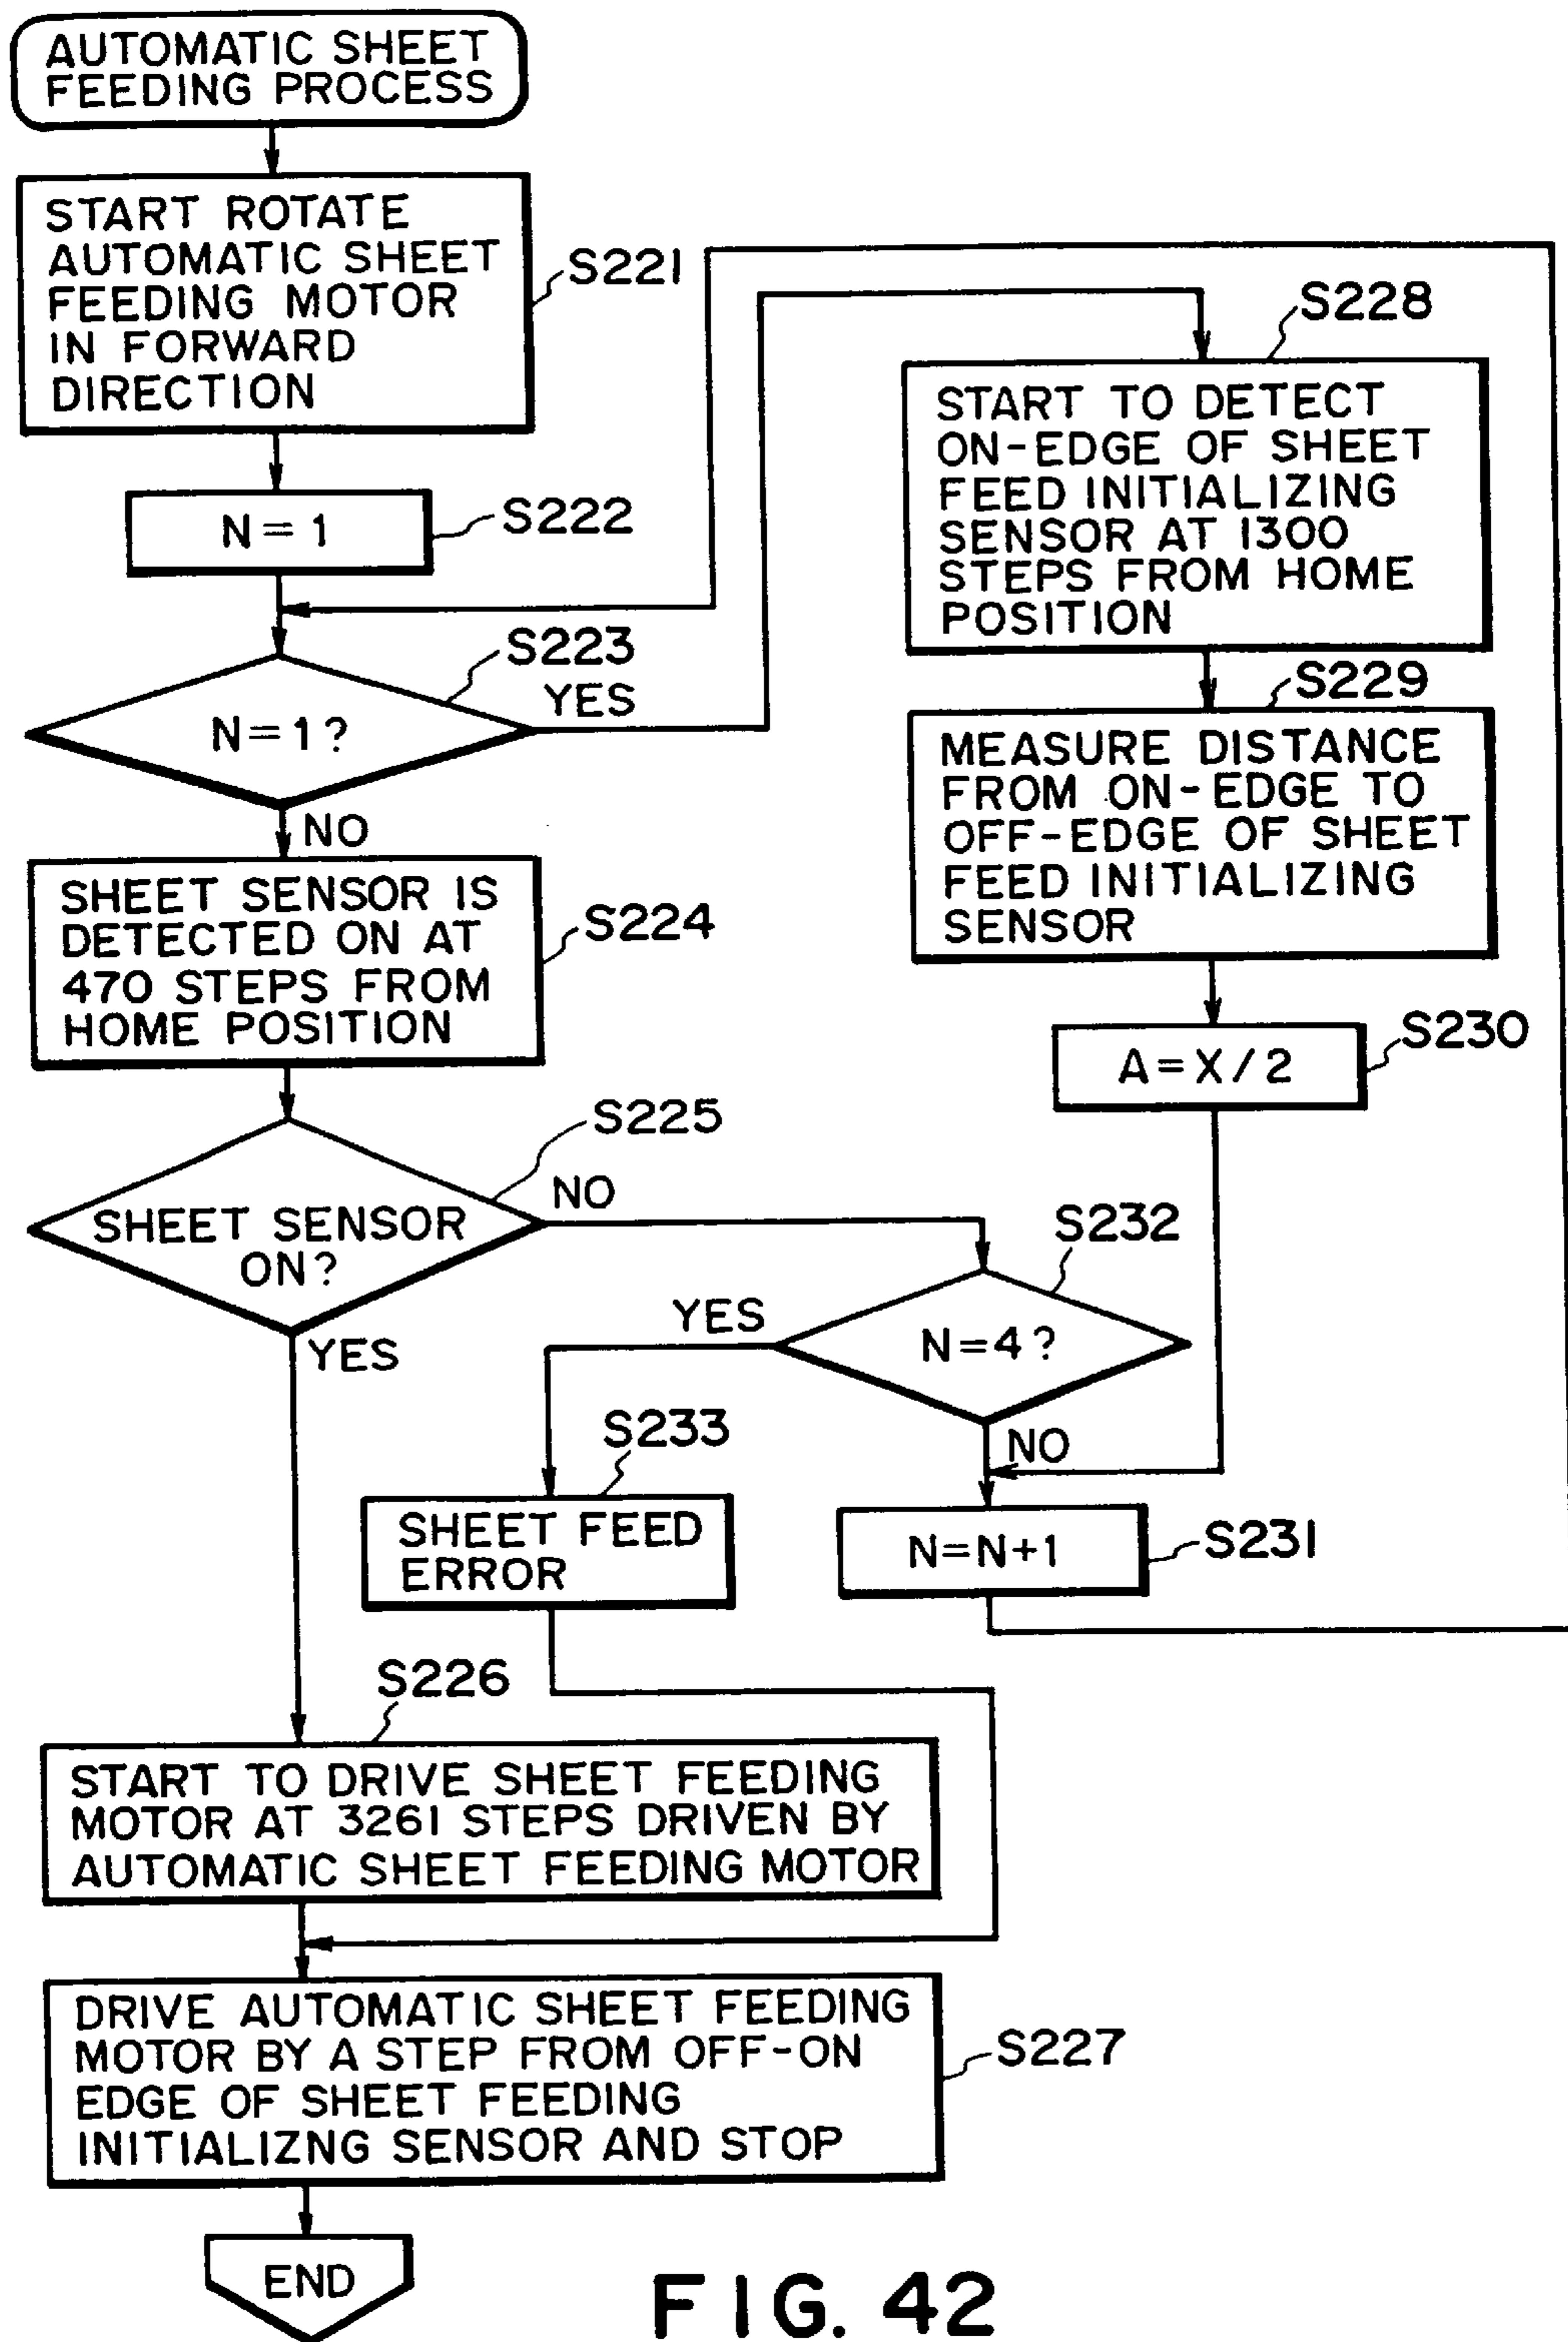 AUTOMATIC SHEET
FEEDING PROCESS
START ROTATE
AUTOMATIC SHEET
FEEDING MOTOR
IN FORWARD
DIRECTION
S221
N=1
S222
S223
N=1?
YES
NO
SHEET SENSOR IS
DETECTED ON AT
470 STEPS FROM
HOME POSITION
S224
S225
SHEET SENSOR
ON?
NO
YES
S228
START TO DETECT
ON-EDGE OF SHEET
FEED INITIALIZING
SENSOR AT 1300
STEPS FROM HOME
POSITION
S229
MEASURE DISTANCE
FROM ON-EDGE TO
OFF-EDGE OF SHEET
FEED INITIALIZING
SENSOR
S230
A=X/2
S232
N=4?
YES
NO
S233
SHEET FEED
ERROR
N=N+1
S231
S226
START TO DRIVE SHEET FEEDING
MOTOR AT 3261 STEPS DRIVEN BY
AUTOMATIC SHEET FEEDING MOTOR
DRIVE AUTOMATIC SHEET FEEDING
MOTOR BY A STEP FROM OFF-ON
EDGE OF SHEET FEEDING
INITIALIZNG SENSOR AND STOP
S227
END
FIG. 42